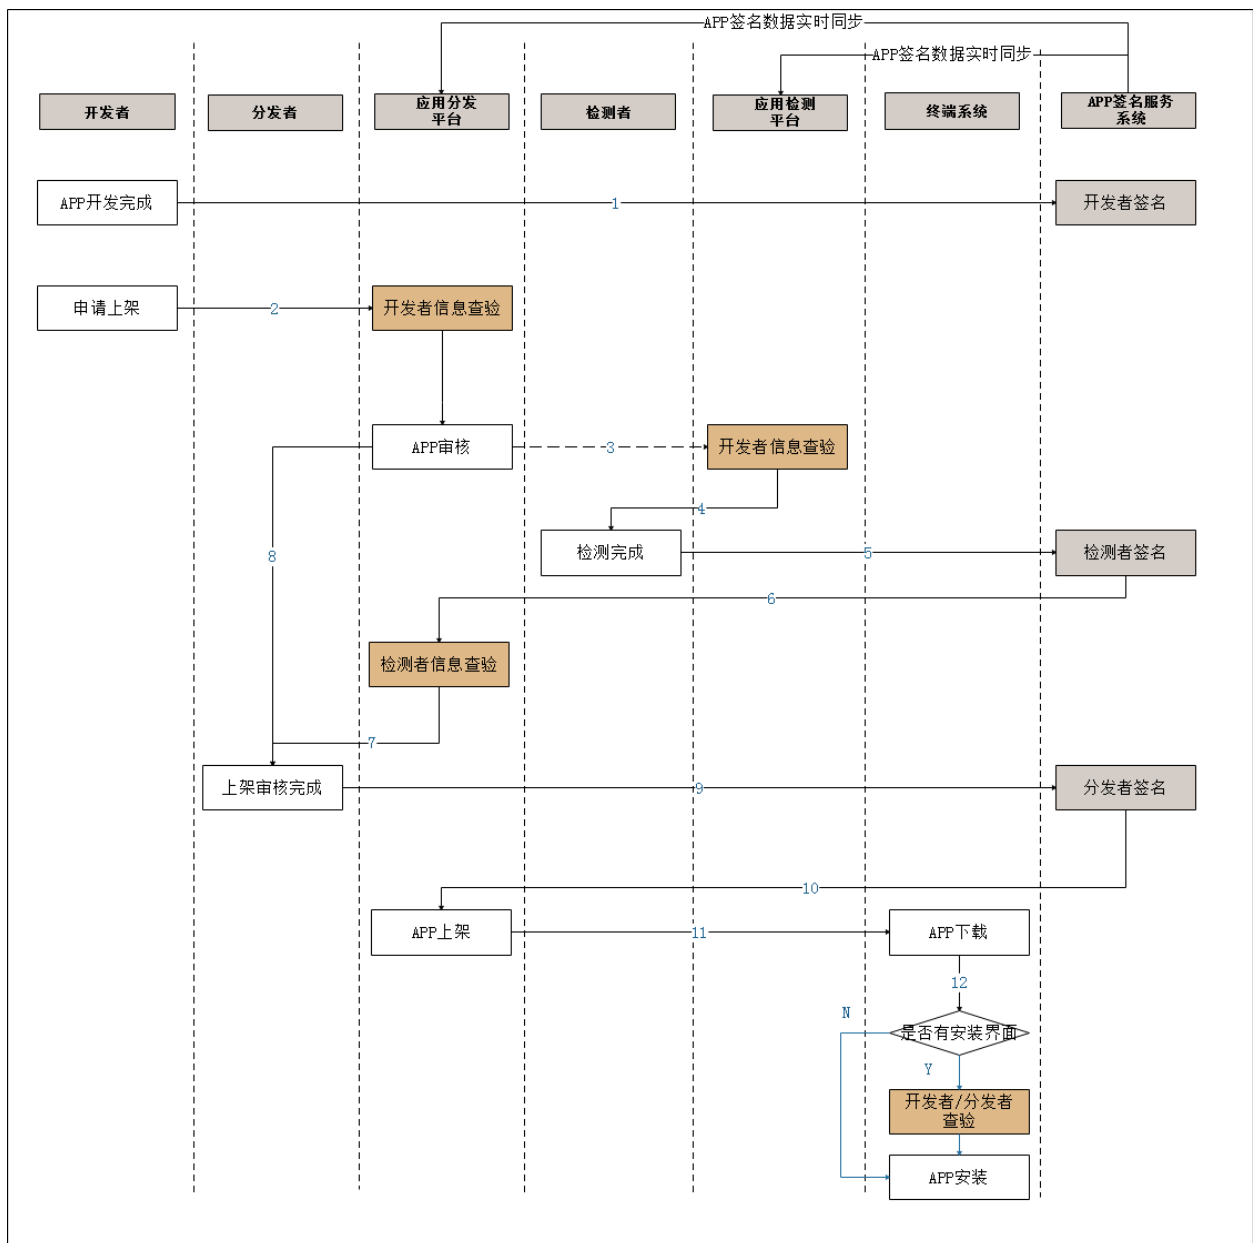 APP签名数据实时同步
APP签名数据实时同步
开发者
分发者
应用分发
平台
检测者
应用检测
平台
终端系统
APP签名服务
系统
APP开发完成
1
开发者签名
申请上架
2
开发者信息查验
APP审核
3
开发者信息查验
4
8
检测完成
5
检测者签名
6
检测者信息查验
7
上架审核完成
9
分发者签名
10
APP上架
11
APP下载
12
N
是否有安装界面
Y
开发者/分发者
查验
APP安装